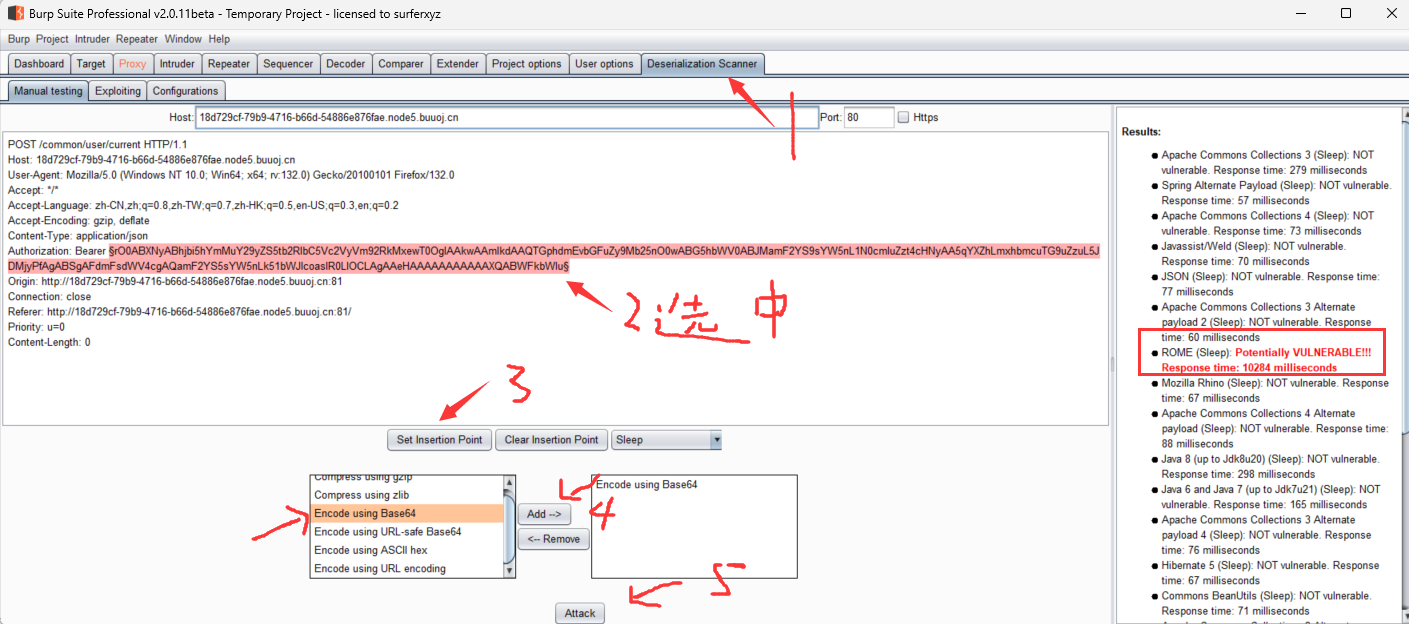 Burp Suite Professional v2.0.11beta - Temporary Project - licensed to surferxyz
Burp Project Intruder Repeater Window Help
Dashboard Target Proxy Intruder Repeater Sequencer Decoder Comparer Extender Project options User options Deserialization Scanner
Manual testing Exploiting Configurations
1
Host: 18d729cf-79b9-4716-b66d-54886e876fae.node5.buuoj.cn Port: 80 Https
POST /common/user/current HTTP/1.1
Host: 18d729cf-79b9-4716-b66d-54886e876fae.node5.buuoj.cn
User-Agent: Mozilla/5.0 (Windows NT 10.0; Win64; x64; rv:132.0) Gecko/20100101 Firefox/132.0
Accept: */*
Accept-Language: zh-CN,zh;q=0.8,zh-TW;q=0.7,zh-HK;q=0.5,en-US;q=0.3,en;q=0.2
Accept-Encoding: gzip, deflate
Content-Type: application/json
Authorization: Bearer
Origin: http://18d729cf-79b9-4716-b66d-54886e876fae.node5.buuoj.cn:81
Connection: close
Referer: http://18d729cf-79b9-4716-b66d-54886e876fae.node5.buuoj.cn:81/
Priority: u=0
Content-Length: 0
2选中
3
Set Insertion Point Clear Insertion Point Sleep
Compress using gzip
Compress using zlib
Encode using Base64
Encode using URL-safe Base64
Encode using ASCII hex
Encode using URL encoding
Add -->
<-- Remove
4
Encode using Base64
5
Attack
Results:
Apache Commons Collections 3 (Sleep): NOT
vulnerable. Response time: 279 milliseconds
Spring Alternate Payload (Sleep): NOT vulnerable.
Response time: 57 milliseconds
Apache Commons Collections 4 (Sleep): NOT
vulnerable. Response time: 73 milliseconds
Javassist/Weld (Sleep): NOT vulnerable.
Response time: 70 milliseconds
JSON (Sleep): NOT vulnerable. Response time:
77 milliseconds
Apache Commons Collections 3 Alternate
payload 2 (Sleep): NOT vulnerable. Response
time: 60 milliseconds
ROME (Sleep): Potentially VULNERABLE!!!
Response time: 10284 milliseconds
Mozilla Rhino (Sleep): NOT vulnerable. Response
time: 67 milliseconds
Apache Commons Collections 4 Alternate
payload (Sleep): NOT vulnerable. Response time:
88 milliseconds
Java 8 (up to Jdk8u20) (Sleep): NOT vulnerable.
Response time: 298 milliseconds
Java 6 and Java 7 (up to Jdk7u21) (Sleep): NOT
vulnerable. Response time: 165 milliseconds
Apache Commons Collections 3 Alternate
payload 4 (Sleep): NOT vulnerable. Response
time: 76 milliseconds
Hibernate 5 (Sleep): NOT vulnerable. Response
time: 67 milliseconds
Commons BeanUtils (Sleep): NOT vulnerable.
Response time: 71 milliseconds